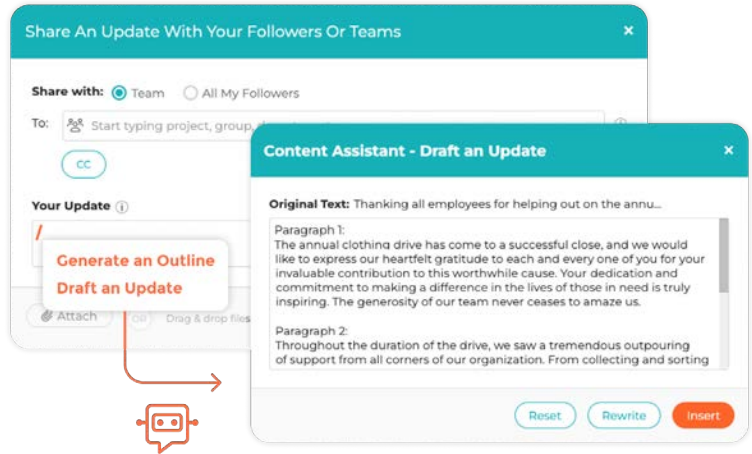 Share An Update With Your Followers Or Teams
Share with: Team All My Followers
To: Start typing project, group,
CC
Your Update
/
Generate an Outline
Draft an Update
Attach OR Drag & drop files
Content Assistant - Draft an Update
Original Text: Thanking all employees for helping out on the annu...
Paragraph 1:
The annual clothing drive has come to a successful close, and we would
like to express our heartfelt gratitude to each and every one of you for your
invaluable contribution to this worthwhile cause. Your dedication and
commitment to making a difference in the lives of those in need is truly
inspiring. The generosity of our team never ceases to amaze us.
Paragraph 2:
Throughout the duration of the drive, we saw a tremendous outpouring
of support from all corners of our organization. From collecting and sorting
Reset Rewrite Insert